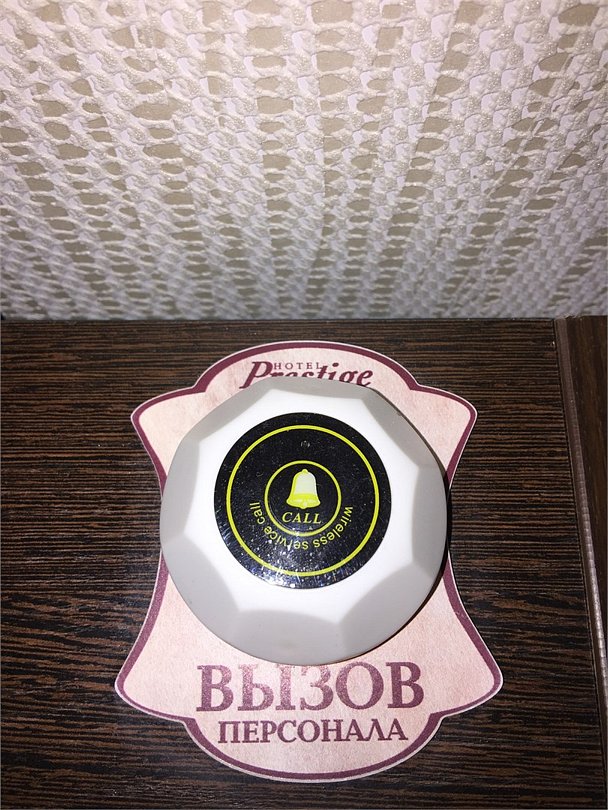 HOTEL
Prestige
CALL
wireless service call
ВЫЗОВ
ПЕРСОНАЛА